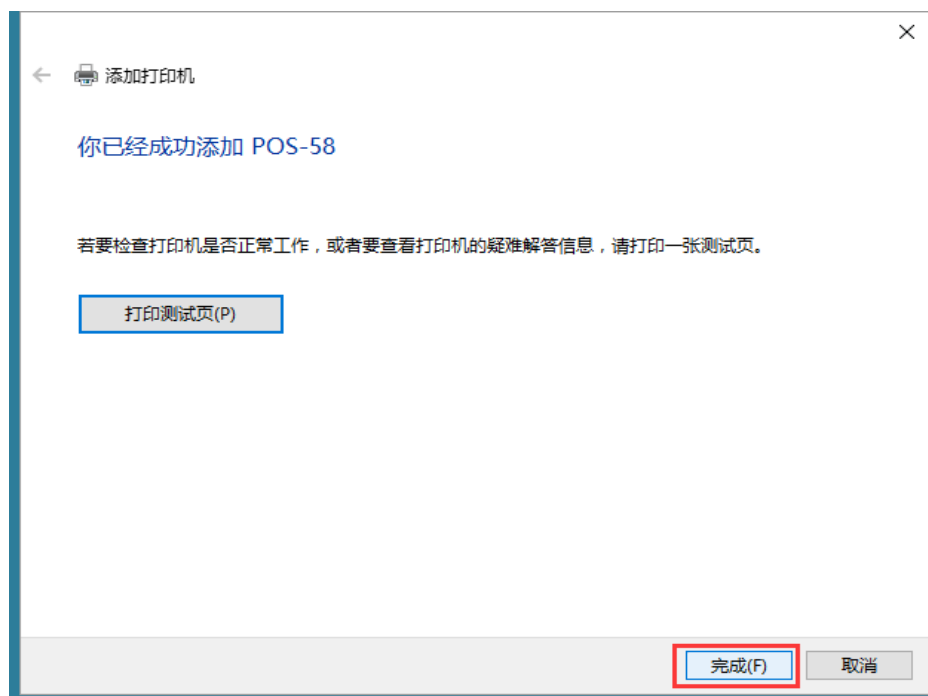 添加打印机
你已经成功添加 POS-58
若要检查打印机是否正常工作，或者要查看打印机的疑难解答信息，请打印一张测试页。
打印测试页(P)
完成(F)
取消